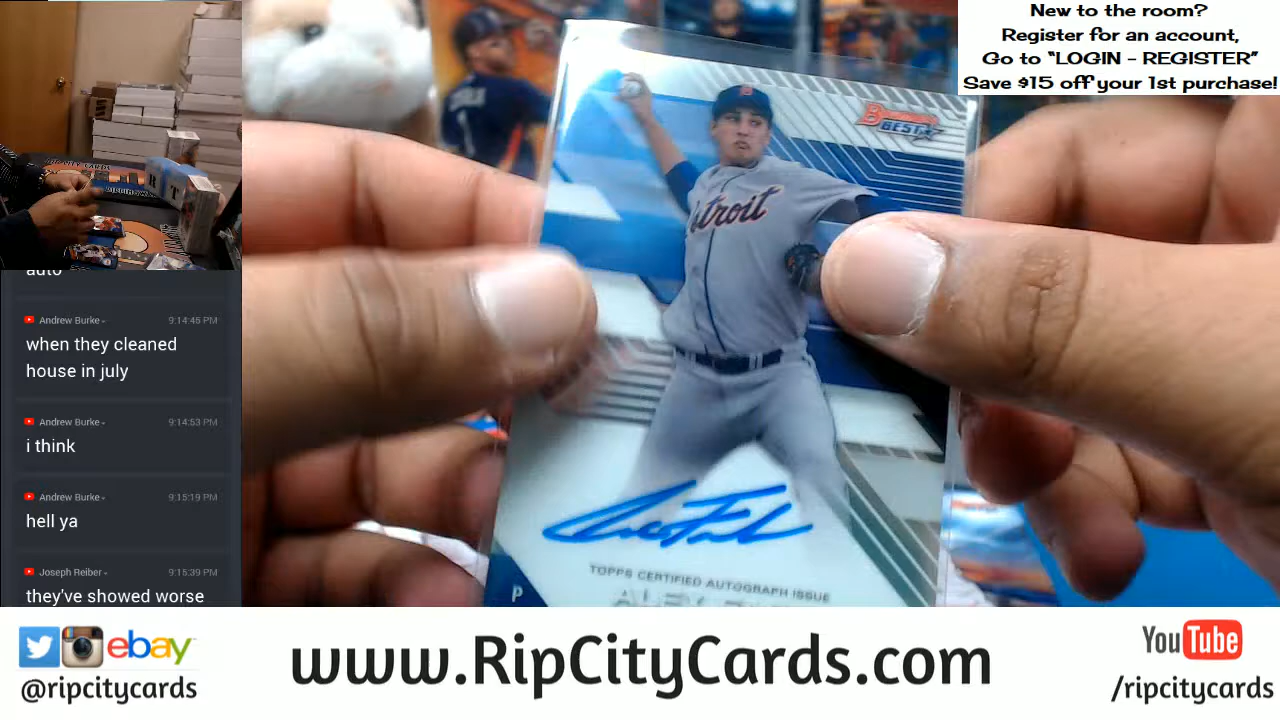 New to the room?
Register for an account,
Go to "LOGIN - REGISTER"
Save $15 off your 1st purchase!
BOWMAN'S
BEST
Detroit
TOPPS CERTIFIED AUTOGRAPH ISSUE
P
auto
Andrew Burke 9:14:45 PM
when they cleaned
house in july
Andrew Burke 9:14:53 PM
i think
Andrew Burke 9:15:19 PM
hell ya
Joseph Reiber 9:15:39 PM
they've showed worse
ebay
@ripcitycards
www.RipCityCards.com
YouTube
/ripcitycards